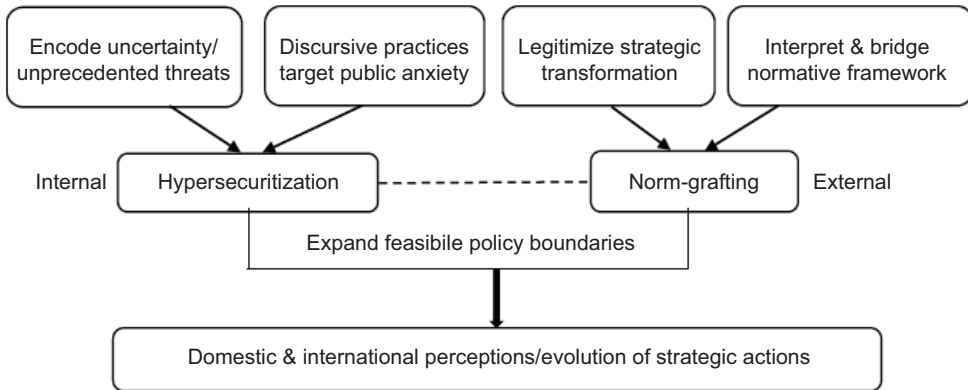 Encode uncertainty/
unprecedented threats
Discursive practices
target public anxiety
Legitimize strategic
transformation
Interpret & bridge
normative framework
Internal
Hypersecuritization
Norm-grafting
External
Expand feasibile policy boundaries
Domestic & international perceptions/evolution of strategic actions